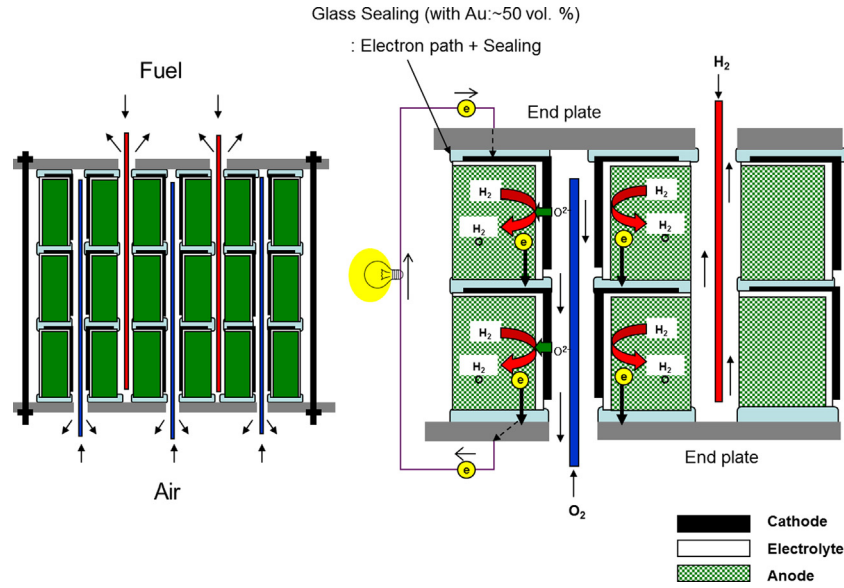 Glass Sealing (with Au:~50 vol. %)
: Electron path + Sealing
Fuel
Air
H₂
e
End plate
H₂
H₂
O
O²⁻
e
H₂
H₂
O
e
H₂
H₂
O
O²⁻
e
H₂
H₂
O
e
e
End plate
O₂
Cathode
Electrolyte
Anode